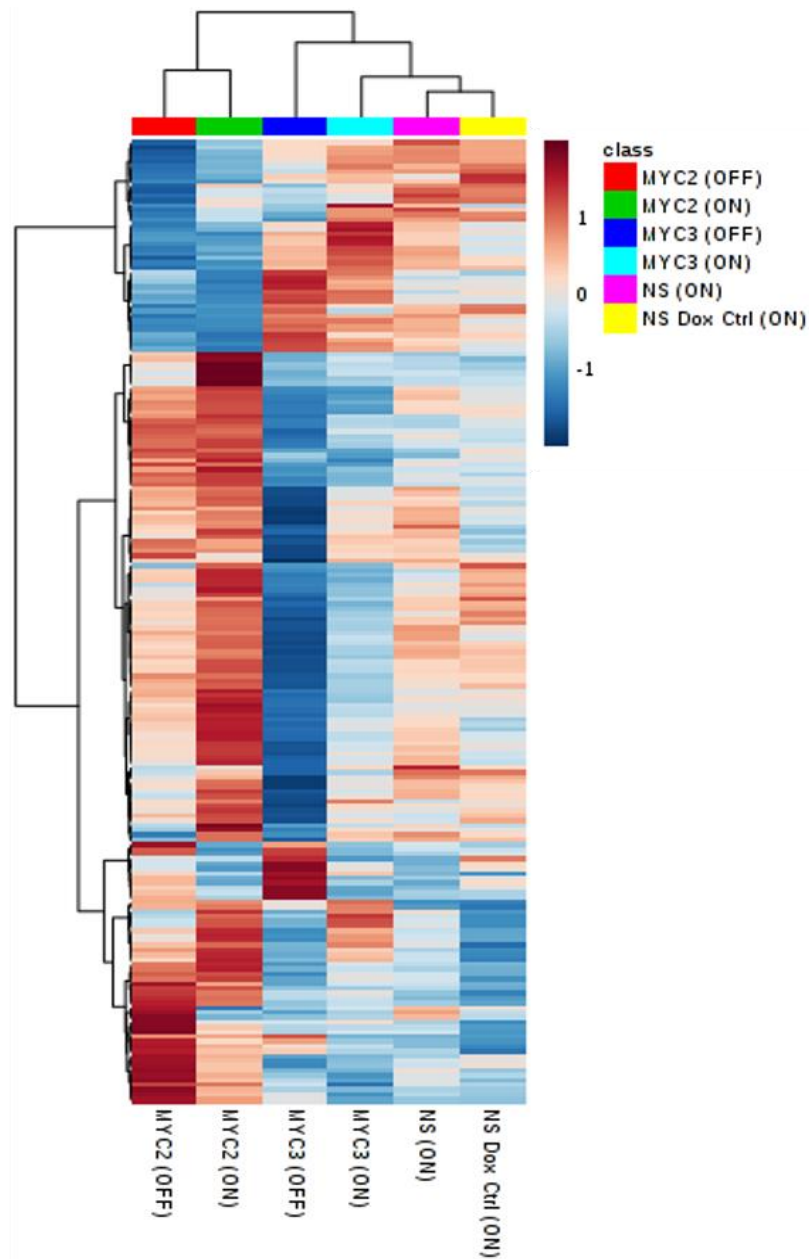 class
MYC2 (OFF)
MYC2 (ON)
MYC3 (OFF)
MYC3 (ON)
NS (ON)
NS Dox Ctrl (ON)
1
0
-1
MYC2 (OFF)
MYC2 (ON)
MYC3 (OFF)
MYC3 (ON)
NS (ON)
NS Dox Ctrl (ON)